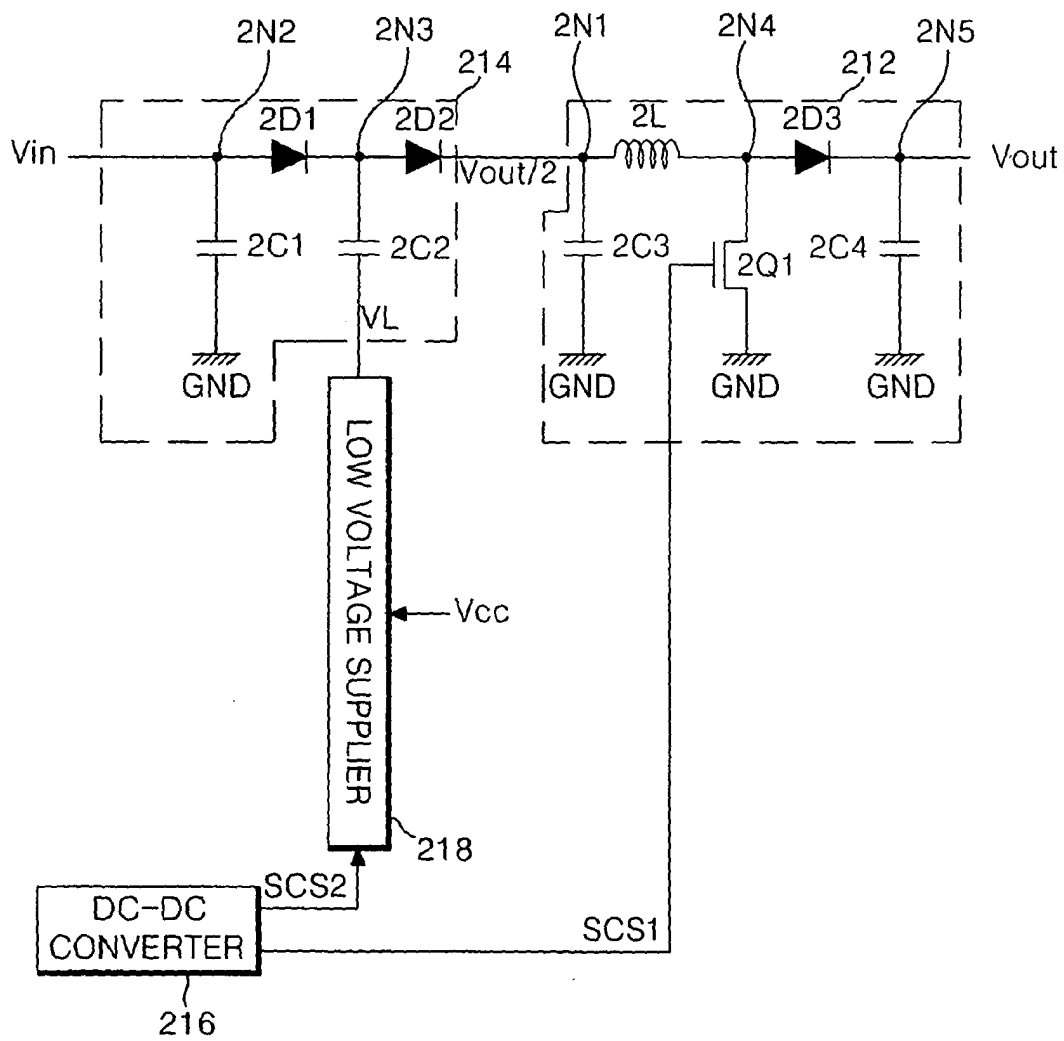 2N2
2N3
2N1
2N4
2N5
214
212
2D1
2D2
2L
2D3
Vin
Vout/2
Vout
2C1
2C2
2C3
2Q1
2C4
VL
GND
GND
GND
GND
LOW VOLTAGE SUPPLIER
Vcc
218
SCS2
DC-DC
CONVERTER
SCS1
216